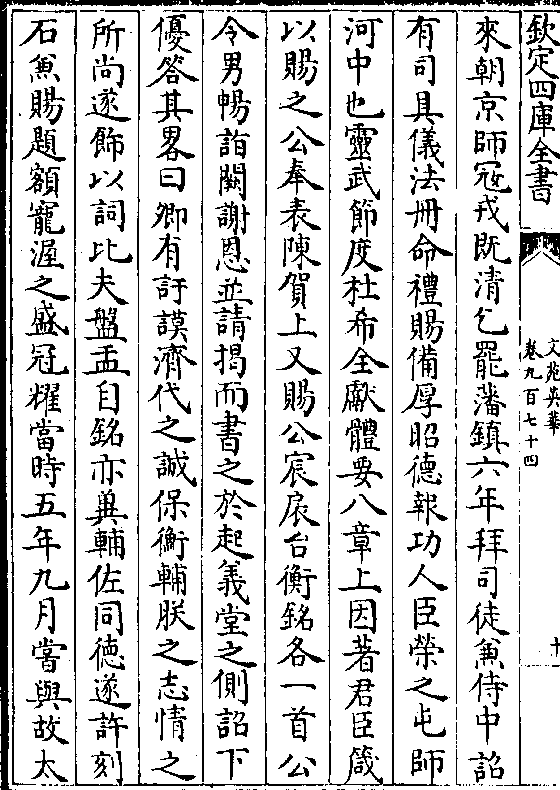 欽定四庫全書
文苑英華
卷九百七十四
十
來朝京師冦戎既清乞罷藩鎮六年拜司徒兼侍中詔
有司具儀法冊命禮賜備厚昭德報功人臣榮之屯師
河中也靈武節度杜希全獻體要八章上因著君臣箴
以賜之公奉表陳賀上又賜公宸扆台衡銘各一首公
令男暢詣闕謝恩並請揭而書之於起義堂之側詔下
優答其畧曰卿有訏謨濟代之誠保衡輔朕之志情之
所尚遂飾以詞比夫盤盂自銘亦兾輔佐同德遂許刻
石兼賜題額寵渥之盛冠耀當時五年九月嘗與故太